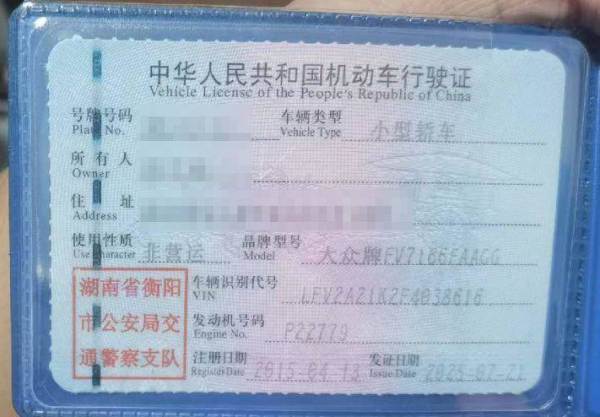 中华人民共和国机动车行驶证
Vehicle License of the People's Republic of China
号牌号码 车辆类型 小型轿车
Plate No. Vehicle Type
所有人
Owner
住址
Address
使用性质 非营运 品牌型号 大众牌FV7186FAAGG
Use Character Model
湖南省衡阳 车辆识别代号 LFV2A21K2F4038616
市公安局交 VIN
通警察支队 发动机号码 P22779
Engine No.
注册日期 2015-04-13 发证日期 2025-07-21
Register Date Issue Date